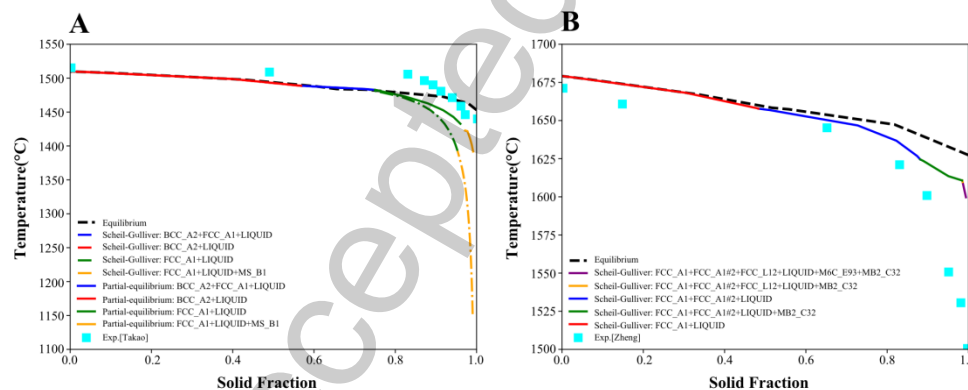 A
B
1550
1500
1450
1400
1350
1300
1250
1200
1150
1100
Temperature(°C)
0.0
0.2
0.4
0.6
0.8
1.0
Solid Fraction
Equilibrium
Scheil-Gulliver: BCC_A2+FCC_A1+LIQUID
Scheil-Gulliver: BCC_A2+LIQUID
Scheil-Gulliver: FCC_A1+LIQUID
Scheil-Gulliver: FCC_A1+LIQUID+MS_B1
Partial-equilibrium: BCC_A2+FCC_A1+LIQUID
Partial-equilibrium: BCC_A2+LIQUID
Partial-equilibrium: FCC_A1+LIQUID
Partial-equilibrium: FCC_A1+LIQUID+MS_B1
Exp.[Takao]
1700
1675
1650
1625
1600
1575
1550
1525
1500
Temperature(°C)
0.0
0.2
0.4
0.6
0.8
1.
Solid Fraction
Equilibrium
Scheil-Gulliver: FCC_A1+FCC_A1#2+FCC_L12+LIQUID+M6C_E93+MB2_C32
Scheil-Gulliver: FCC_A1+FCC_A1#2+FCC_L12+LIQUID+MB2_C32
Scheil-Gulliver: FCC_A1+FCC_A1#2+LIQUID
Scheil-Gulliver: FCC_A1+FCC_A1#2+LIQUID+MB2_C32
Scheil-Gulliver: FCC_A1+LIQUID
Exp.[Zheng]
ccepte